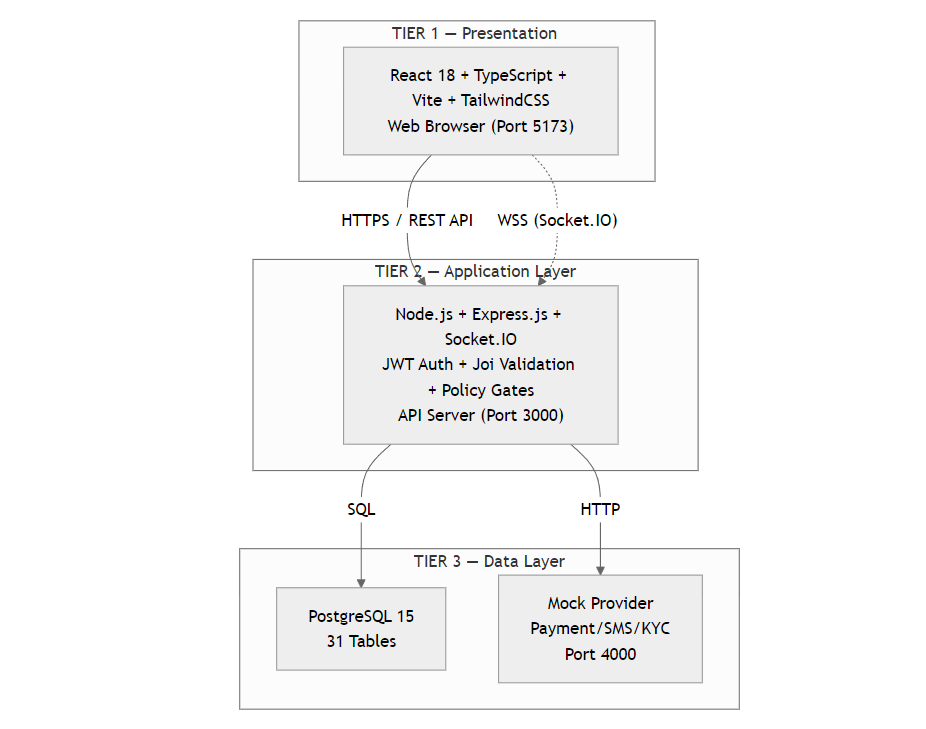 TIER 1 — Presentation
React 18 + TypeScript +
Vite + TailwindCSS
Web Browser (Port 5173)
HTTPS / REST API
WSS (Socket.IO)
TIER 2 — Application Layer
Node.js + Express.js +
Socket.IO
JWT Auth + Joi Validation
+ Policy Gates
API Server (Port 3000)
SQL
HTTP
TIER 3 — Data Layer
PostgreSQL 15
31 Tables
Mock Provider
Payment/SMS/KYC
Port 4000